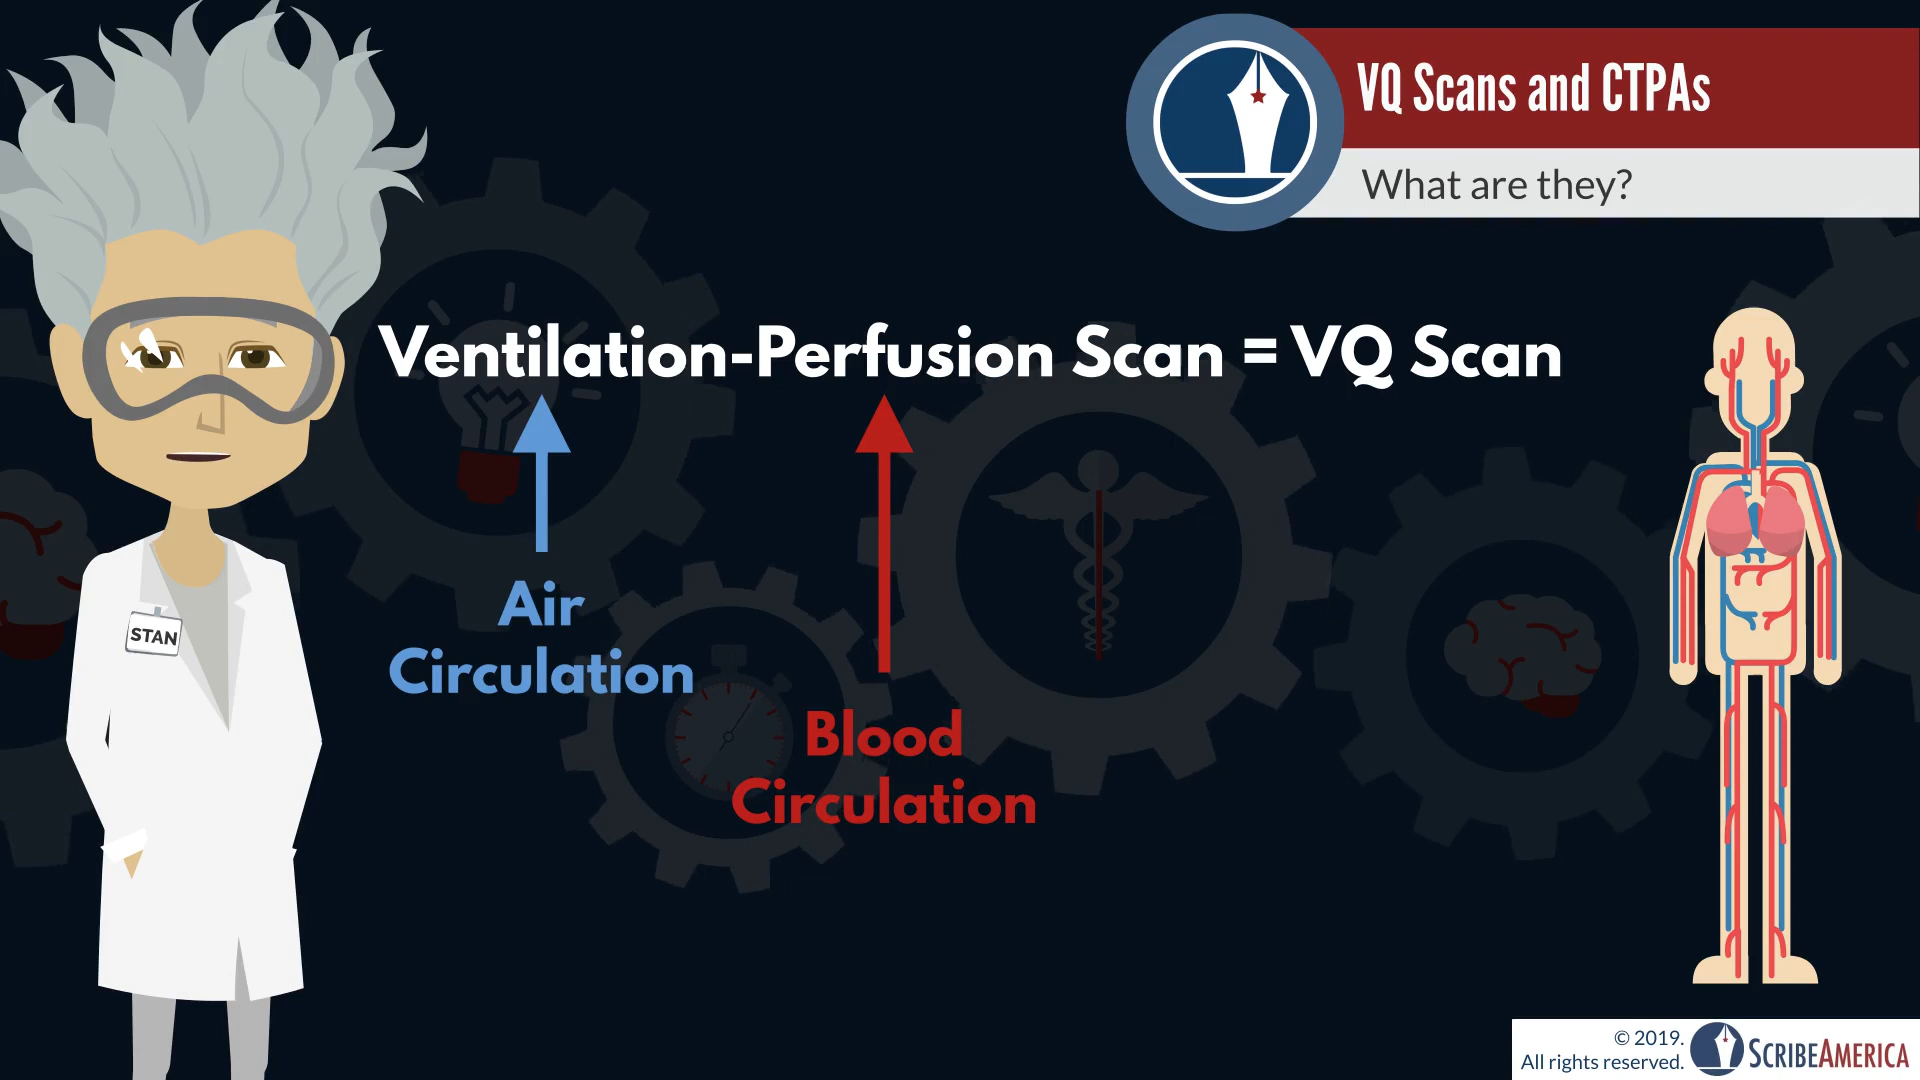 VQ Scans and CTPAs
What are they?
Ventilation-Perfusion Scan = VQ Scan
Air
Circulation
Blood
Circulation
STAN
© 2019.
All rights reserved.
SCRIBEAMERICA